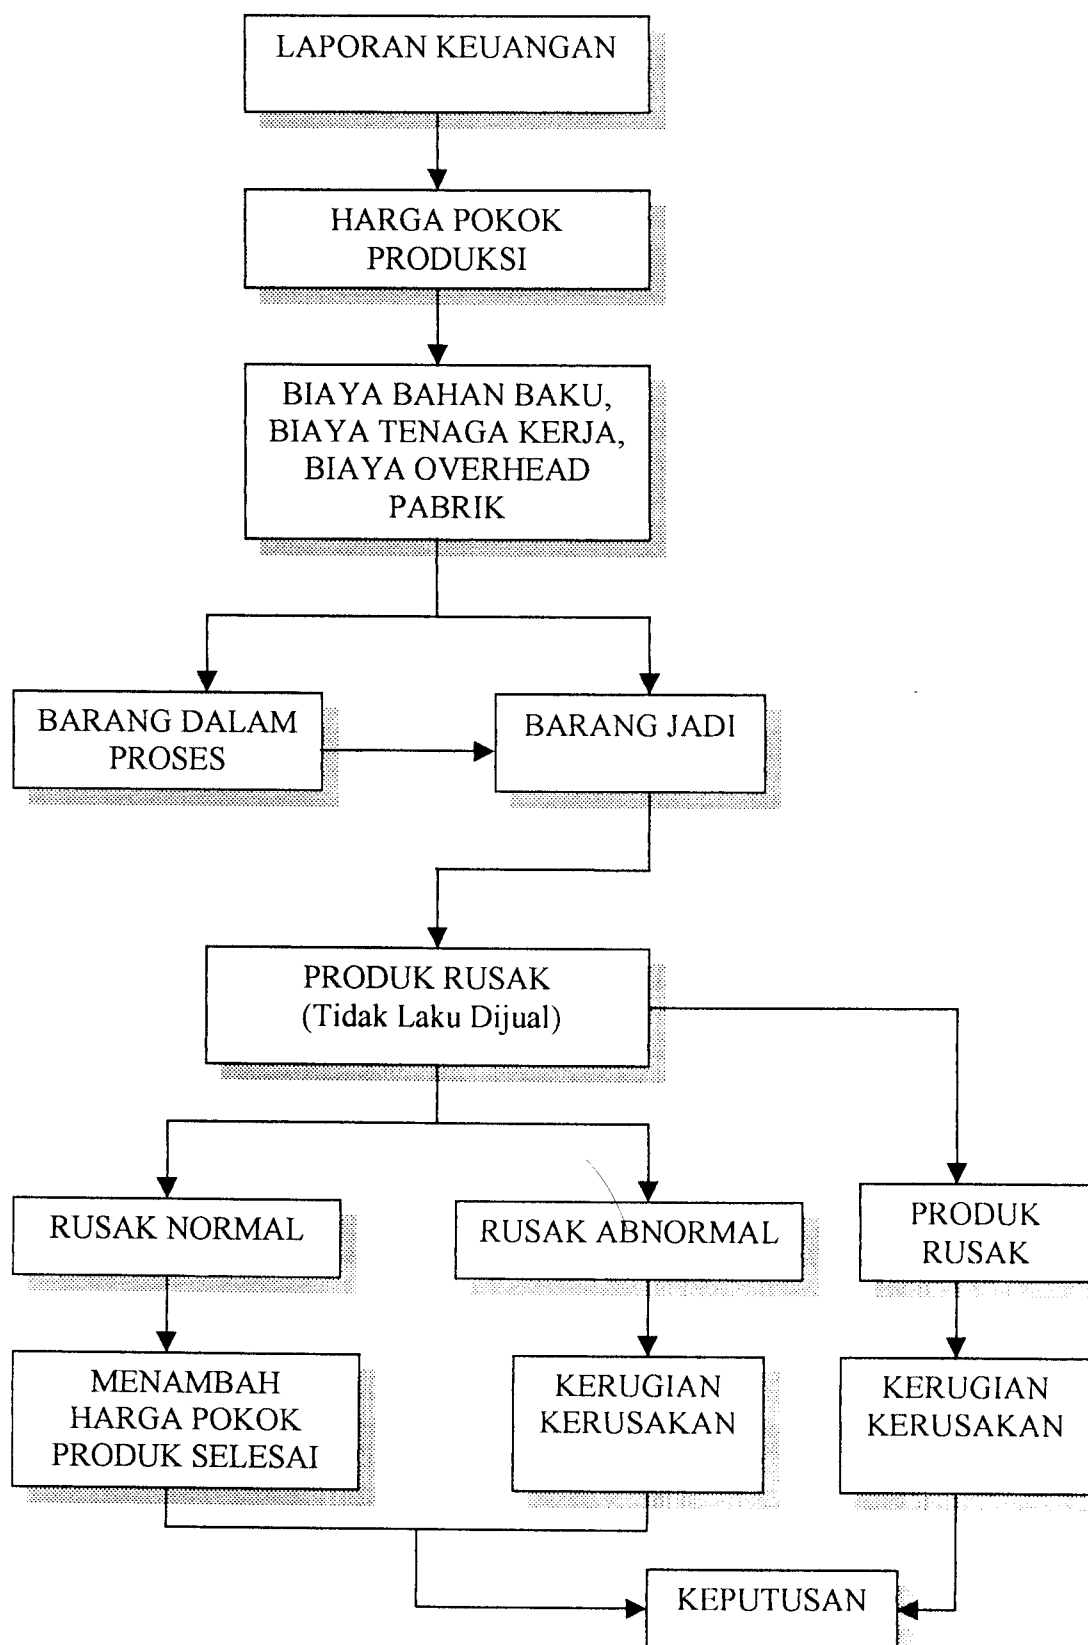 LAPORAN KEUANGAN
HARGA POKOK
PRODUKSI
BIAYA BAHAN BAKU,
BIAYA TENAGA KERJA,
BIAYA OVERHEAD
PABRIK
BARANG DALAM
PROSES
BARANG JADI
PRODUK RUSAK
(Tidak Laku Dijual)
RUSAK NORMAL
RUSAK ABNORMAL
PRODUK
RUSAK
MENAMBAH
HARGA POKOK
PRODUK SELESAI
KERUGIAN
KERUSAKAN
KERUGIAN
KERUSAKAN
KEPUTUSAN